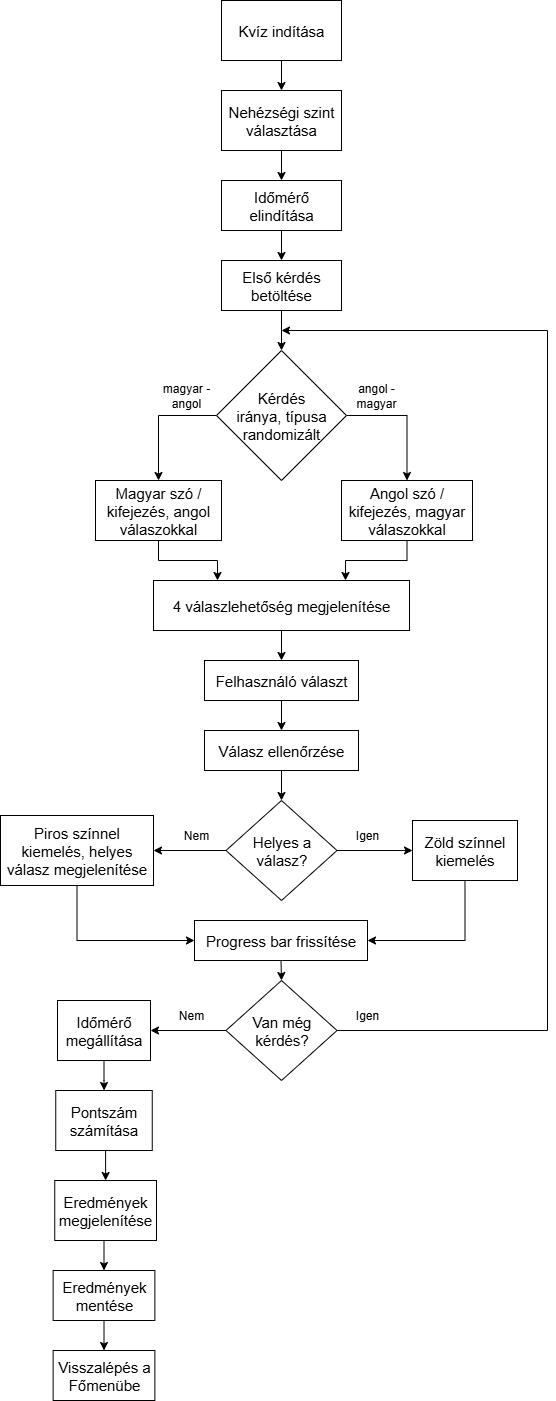 Kvíz indítása
Nehézségi szint
választása
Időmérő
elindítása
Első kérdés
betöltése
magyar -
angol
Kérdés
iránya, típusa
randomizált
angol -
magyar
Magyar szó /
kifejezés, angol
válaszokkal
Angol szó /
kifejezés, magyar
válaszokkal
4 válaszlehetőség megjelenítése
Felhasználó választ
Válasz ellenőrzése
Piros színnel
kiemelés, helyes
válasz megjelenítése
Nem
Helyes a
válasz?
Igen
Zöld színnel
kiemelés
Progress bar frissítése
Időmérő
megállítása
Nem
Van még
kérdés?
Igen
Pontszám
számítása
Eredmények
megjelenítése
Eredmények
mentése
Visszalépés a
Főmenübe